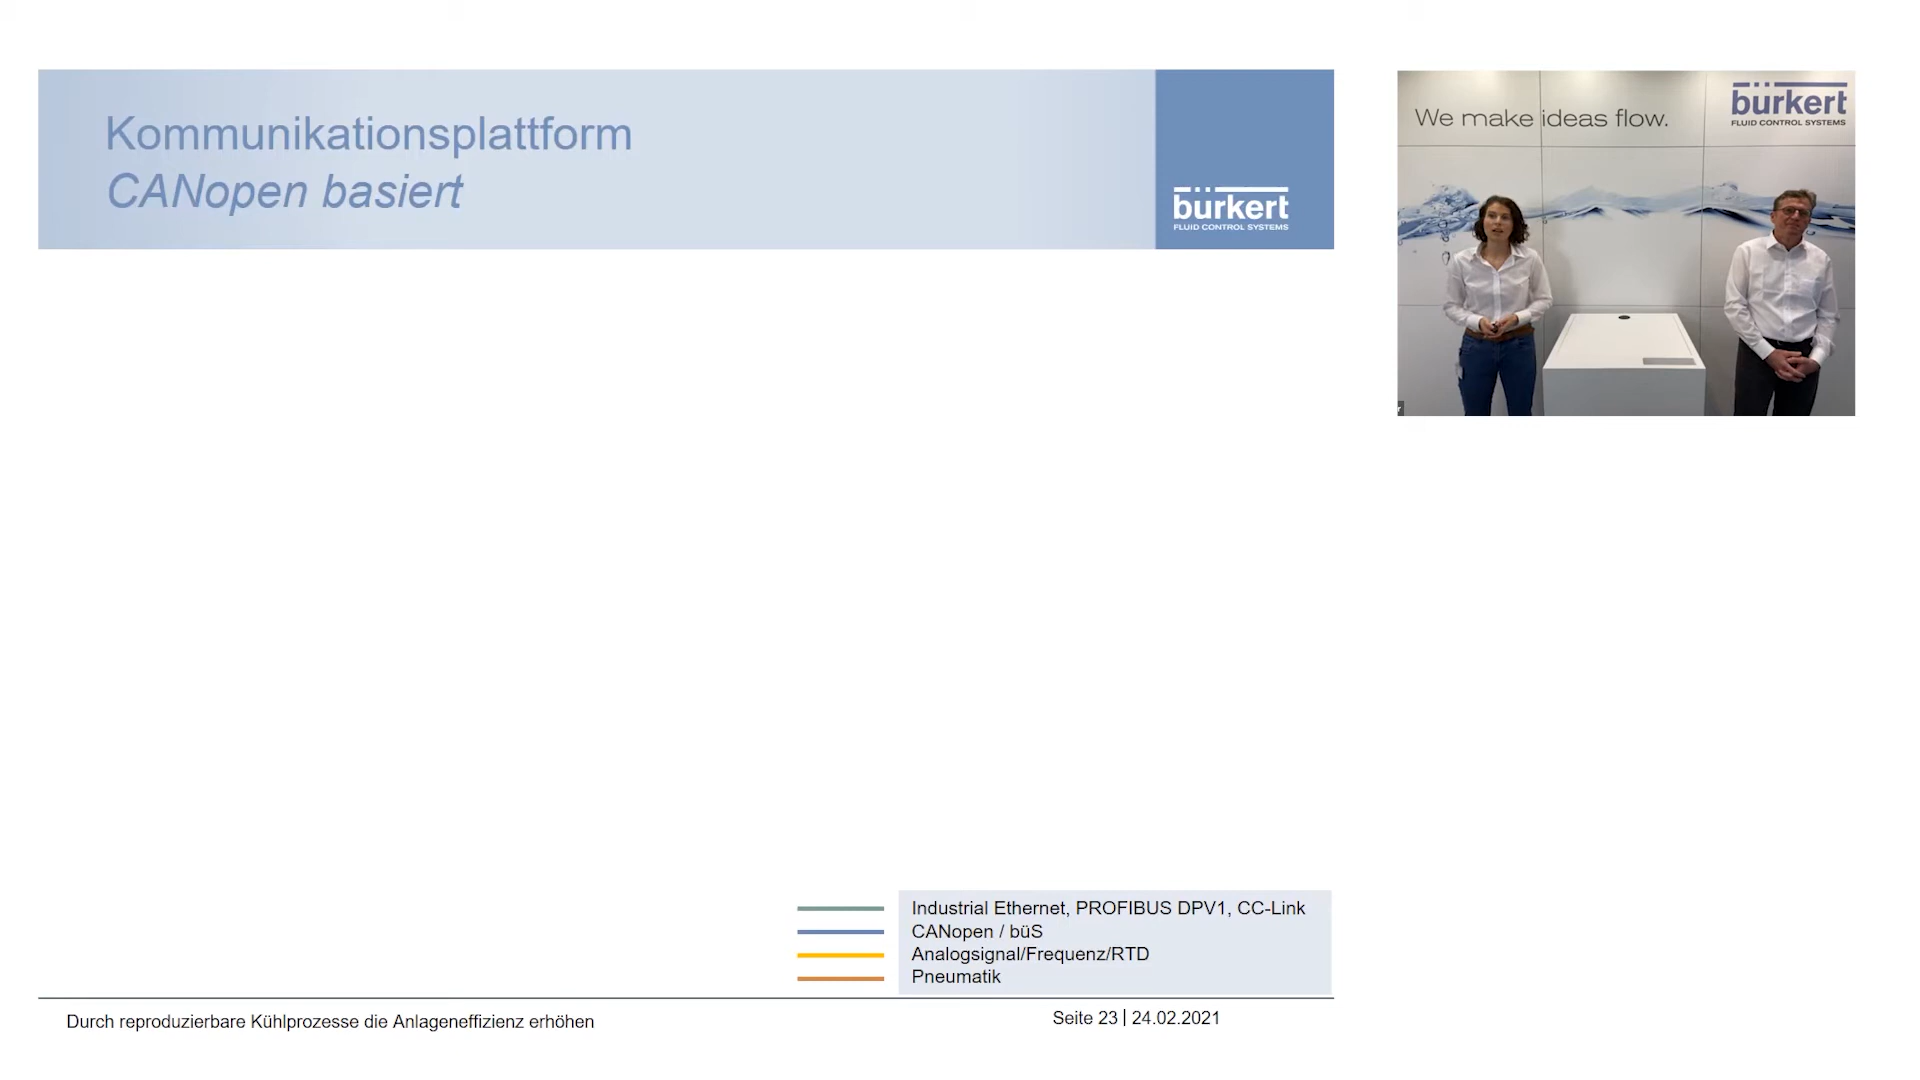 Kommunikationsplattform
CANopen basiert
bürkert
FLUID CONTROL SYSTEMS
We make ideas flow.
bürkert
FLUID CONTROL SYSTEMS
Industrial Ethernet, PROFIBUS DPV1, CC-Link
CANopen / büS
Analogsignal/Frequenz/RTD
Pneumatik
Durch reproduzierbare Kühlprozesse die Anlageneffizienz erhöhen
Seite 23 | 24.02.2021